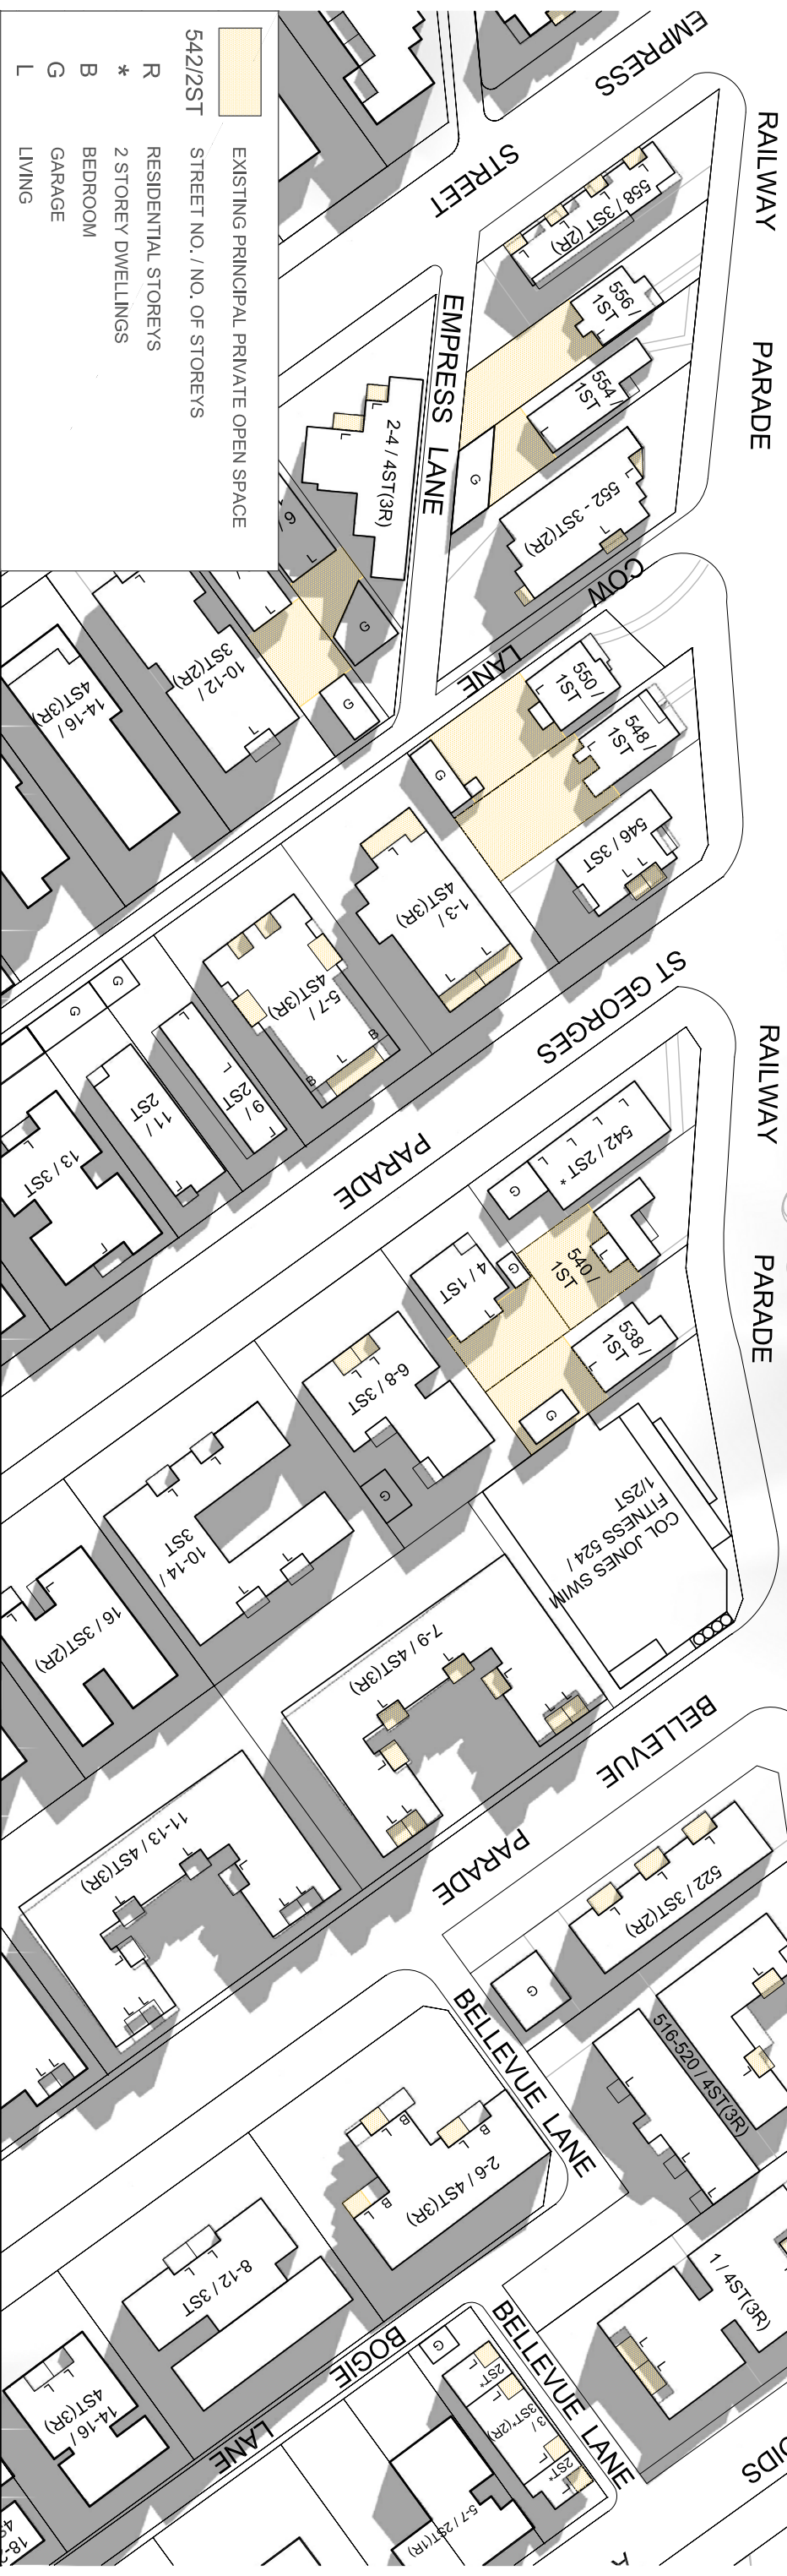 EMPRESS
STREET
RAILWAY
PARADE
558 / 3ST (2R)
556 /
1ST
554 /
1ST
552 - 3ST(2R)
G
EMPRESS LANE
2-4 / 4ST(3R)
L
L
542/2ST
R
*
B
G
L
EXISTING PRINCIPAL PRIVATE OPEN SPACE
STREET NO. / NO. OF STOREYS
RESIDENTIAL STOREYS
2 STOREY DWELLINGS
BEDROOM
GARAGE
LIVING
COW
LANE
550 /
1ST
548 /
1ST
546 / 3ST
G
G
G
10-12 /
3ST(2R)
14-16 /
4ST(3R)
1-3 /
4ST(3R)
5-7 /
4ST(3R)
9 /
2ST
11 /
2ST
13 / 3ST
G
G
ST GEORGES
PARADE
RAILWAY
PARADE
542 / 2ST*
540 /
1ST
538 /
1ST
4 / 1ST
G
G
G
6-8 / 3ST
G
10-14 /
3ST
16 / 3ST(2R)
COL JONES SWIM
FITNESS 524 /
1/2ST
7-9 / 4ST(3R)
11-13 / 4ST(3R)
BELLEVUE
PARADE
522 / 3ST(2R)
G
516-520 / 4ST(3R)
BELLEVUE LANE
2-6 / 4ST(3R)
8-12 / 3ST
14-16 /
4ST(3R)
BOGIE
LANE
BELLEVUE LANE
1 / 4ST(3R)
G
2ST*
3 /
3ST*(2R)
2ST*
5-7 / 2ST(1R)